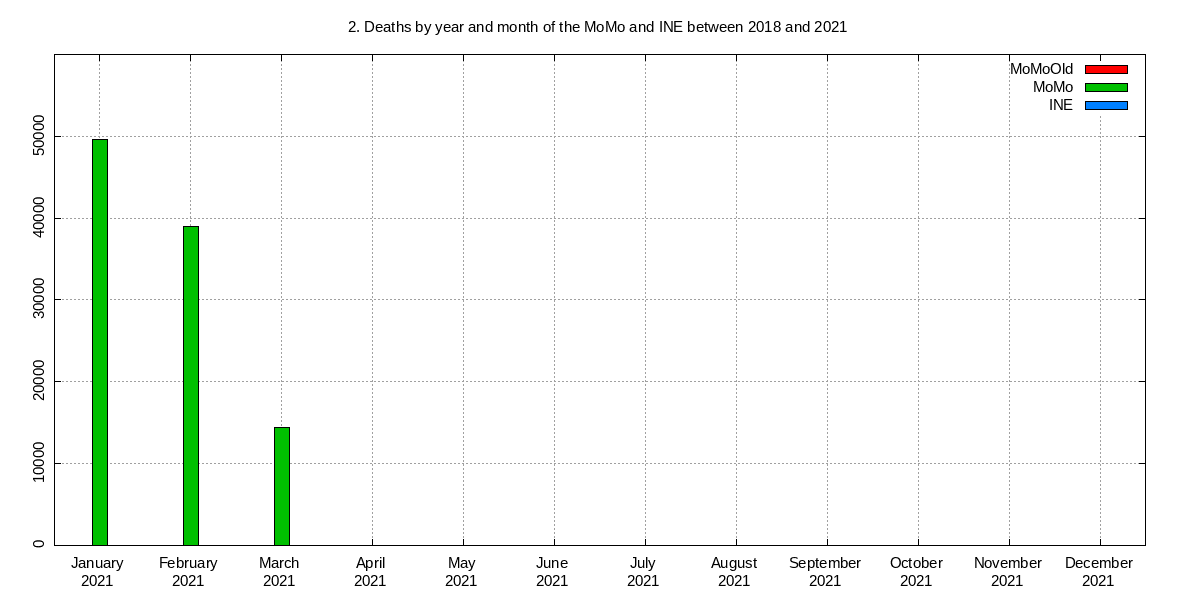 2. Deaths by year and month of the MoMo and INE between 2018 and 2021
MoMoOld
MoMo
INE
50000
40000
30000
20000
10000
0
January February March April May June July August September October November December
2021 2021 2021 2021 2021 2021 2021 2021 2021 2021 2021 2021